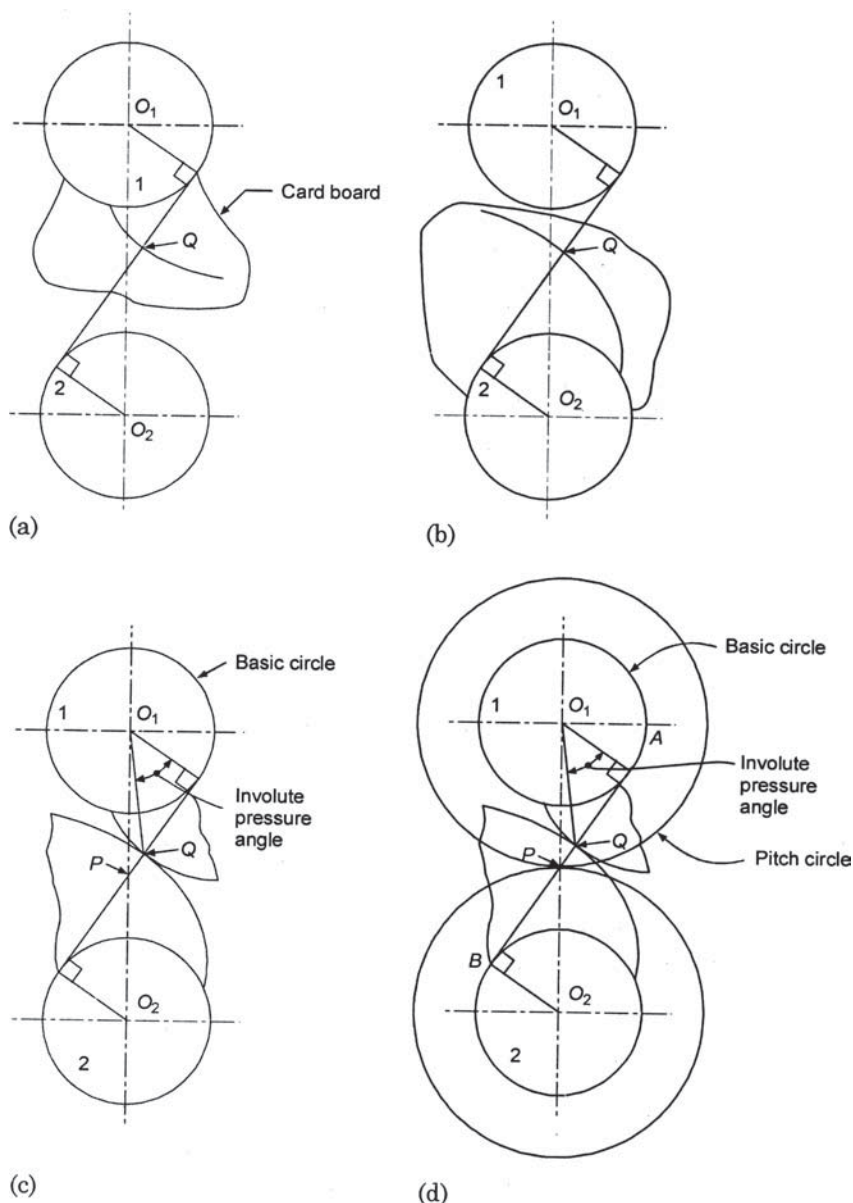 O1
1
Card board
Q
2
O2
(a)
1
O1
Q
2
O2
(b)
Basic circle
1
O1
Involute
pressure
angle
Q
P
O2
2
(c)
Basic circle
1
O1
A
Involute
pressure
angle
Q
P
Pitch circle
B
O2
2
(d)